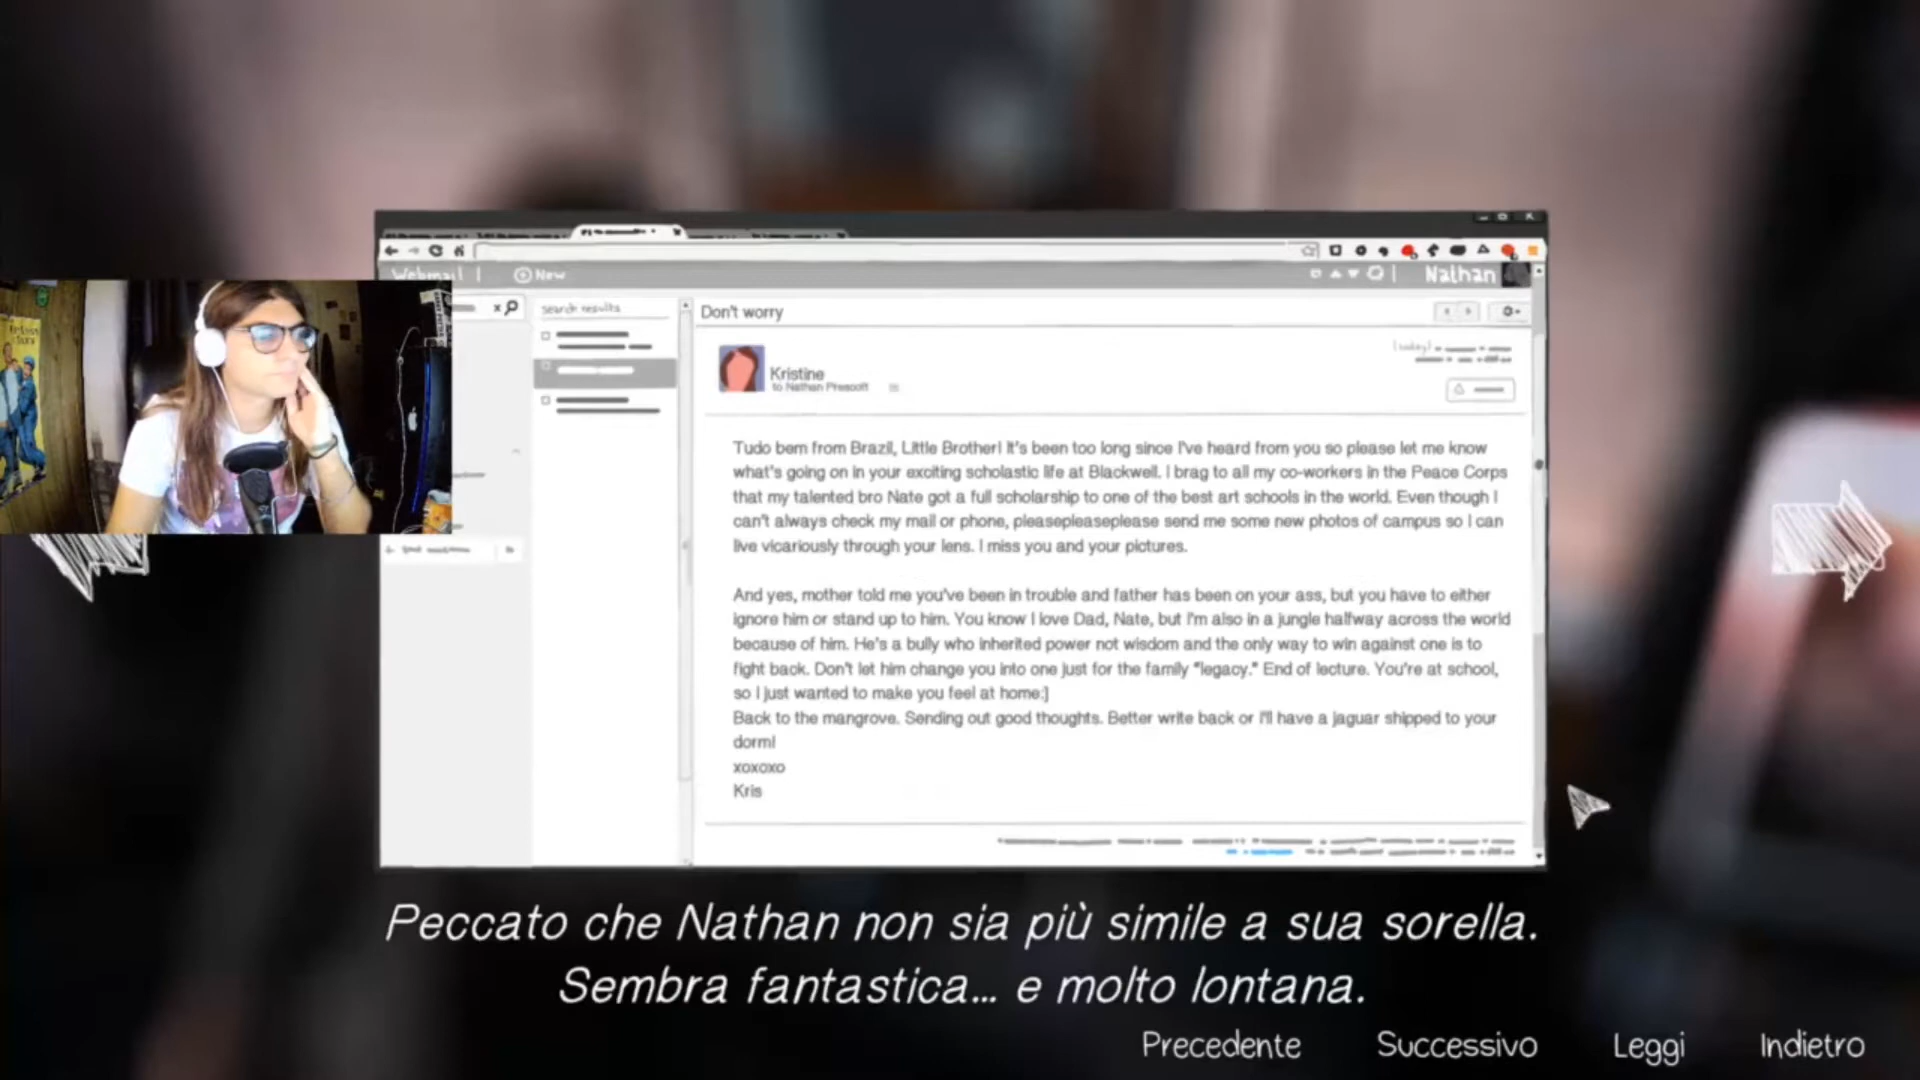 Webmail |
New
Nathan
search results
Don't worry
Kristine
to Nathan Prescott
Tudo bem from Brazil, Little Brother! It's been too long since I've heard from you so please let me know
what's going on in your exciting scholastic life at Blackwell. I brag to all my co-workers in the Peace Corps
that my talented bro Nate got a full scholarship to one of the best art schools in the world. Even though I
can't always check my mail or phone, pleasepleaseplease send me some new photos of campus so I can
live vicariously through your lens. I miss you and your pictures.
And yes, mother told me you've been in trouble and father has been on your ass, but you have to either
ignore him or stand up to him. You know I love Dad, Nate, but I'm also in a jungle halfway across the world
because of him. He's a bully who inherited power not wisdom and the only way to win against one is to
fight back. Don't let him change you into one just for the family "legacy." End of lecture. You're at school,
so I just wanted to make you feel at home:]
Back to the mangrove. Sending out good thoughts. Better write back or I'll have a jaguar shipped to your
dorm!
xoxoxo
Kris
Peccato che Nathan non sia più simile a sua sorella.
Sembra fantastica... e molto lontana.
Precedente
Successivo
Leggi
Indietro